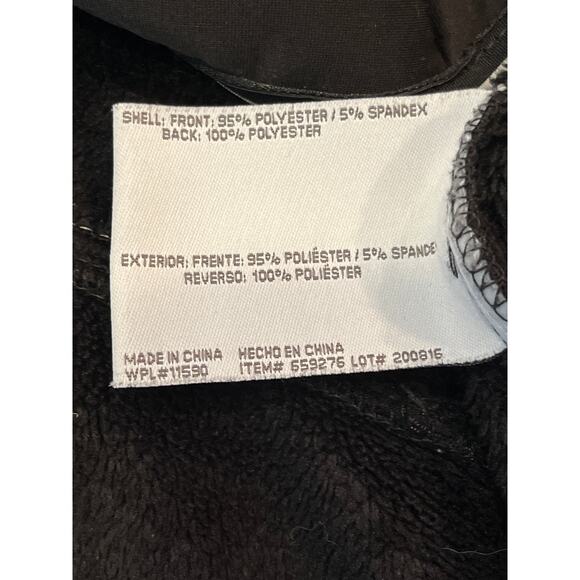 SHELL: FRONT: 95% POLYESTER / 5% SPANDEX
BACK: 100% POLYESTER
EXTERIOR: FRENTE: 95% POLIÉSTER / 5% SPANDE
REVERSO: 100% POLIÉSTER
MADE IN CHINA HECHO EN CHINA
WPL#11590 ITEM# 659276 LOT# 200816